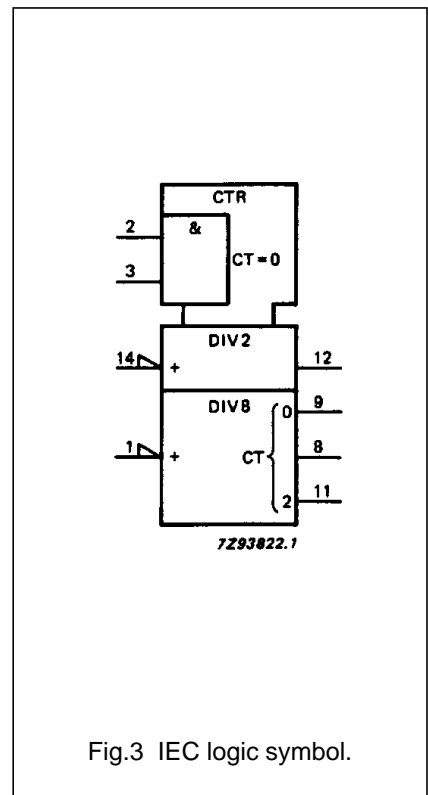 CTR
2
&
CT=0
3
DIV2
14
+
12
DIV8
0
9
1
+
CT
8
2
11
7Z93822.1
Fig.3 IEC logic symbol.